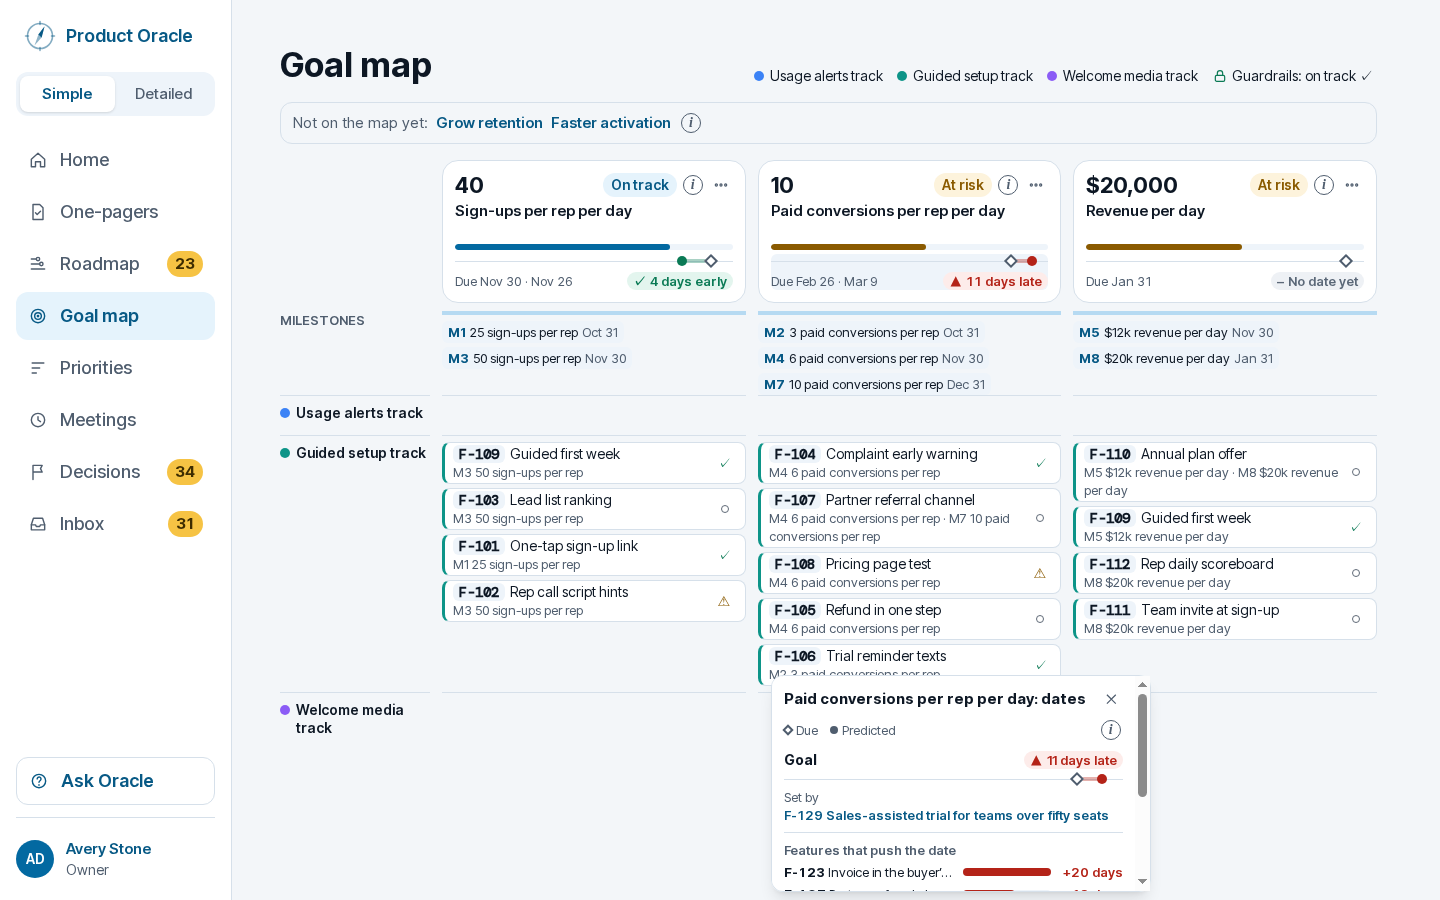 Product Oracle
Simple
Detailed
Home
One-pagers
Roadmap
23
Goal map
Priorities
Meetings
Decisions
34
Inbox
31
Ask Oracle
AD
Avery Stone
Owner
Goal map
Usage alerts track
Guided setup track
Welcome media track
Guardrails: on track ✓
Not on the map yet: Grow retention Faster activation i
40
On track
i
•••
Sign-ups per rep per day
Due Nov 30 · Nov 26
✓ 4 days early
10
At risk
i
•••
Paid conversions per rep per day
Due Feb 26 · Mar 9
▲ 11 days late
$20,000
At risk
i
•••
Revenue per day
Due Jan 31
– No date yet
MILESTONES
M1 25 sign-ups per rep Oct 31
M3 50 sign-ups per rep Nov 30
M2 3 paid conversions per rep Oct 31
M4 6 paid conversions per rep Nov 30
M7 10 paid conversions per rep Dec 31
M5 $12k revenue per day Nov 30
M8 $20k revenue per day Jan 31
Usage alerts track
Guided setup track
F-109 Guided first week
M3 50 sign-ups per rep
✓
F-103 Lead list ranking
M3 50 sign-ups per rep
F-101 One-tap sign-up link
M1 25 sign-ups per rep
✓
F-102 Rep call script hints
M3 50 sign-ups per rep
⚠
F-104 Complaint early warning
M4 6 paid conversions per rep
✓
F-107 Partner referral channel
M4 6 paid conversions per rep · M7 10 paid
conversions per rep
F-108 Pricing page test
M4 6 paid conversions per rep
⚠
F-105 Refund in one step
M4 6 paid conversions per rep
F-106 Trial reminder texts
M2 3 paid conversions per rep
✓
F-110 Annual plan offer
M5 $12k revenue per day · M8 $20k revenue
per day
F-109 Guided first week
M5 $12k revenue per day
✓
F-112 Rep daily scoreboard
M8 $20k revenue per day
F-111 Team invite at sign-up
M8 $20k revenue per day
Welcome media
track
Paid conversions per rep per day: dates
Due
Predicted
i
Goal
▲ 11 days late
Set by
F-129 Sales-assisted trial for teams over fifty seats
Features that push the date
F-123 Invoice in the buyer'… +20 days